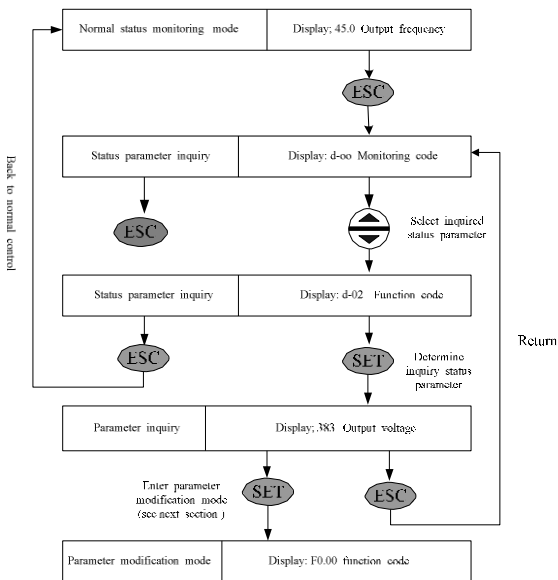 Normal status monitoring mode
Display; 45.0 Output frequency
ESC
Status parameter inquiry
Display: d-oo Monitoring code
ESC
Select inquired
status parameter
Back to normal control
Status parameter inquiry
Display: d-02 Function code
ESC
SET
Determine
inquiry status
parameter
Return
Parameter inquiry
Display; 383 Output voltage
Enter parameter
modification mode
(see next section )
SET
ESC
Parameter modification mode
Display: F0.00 function code